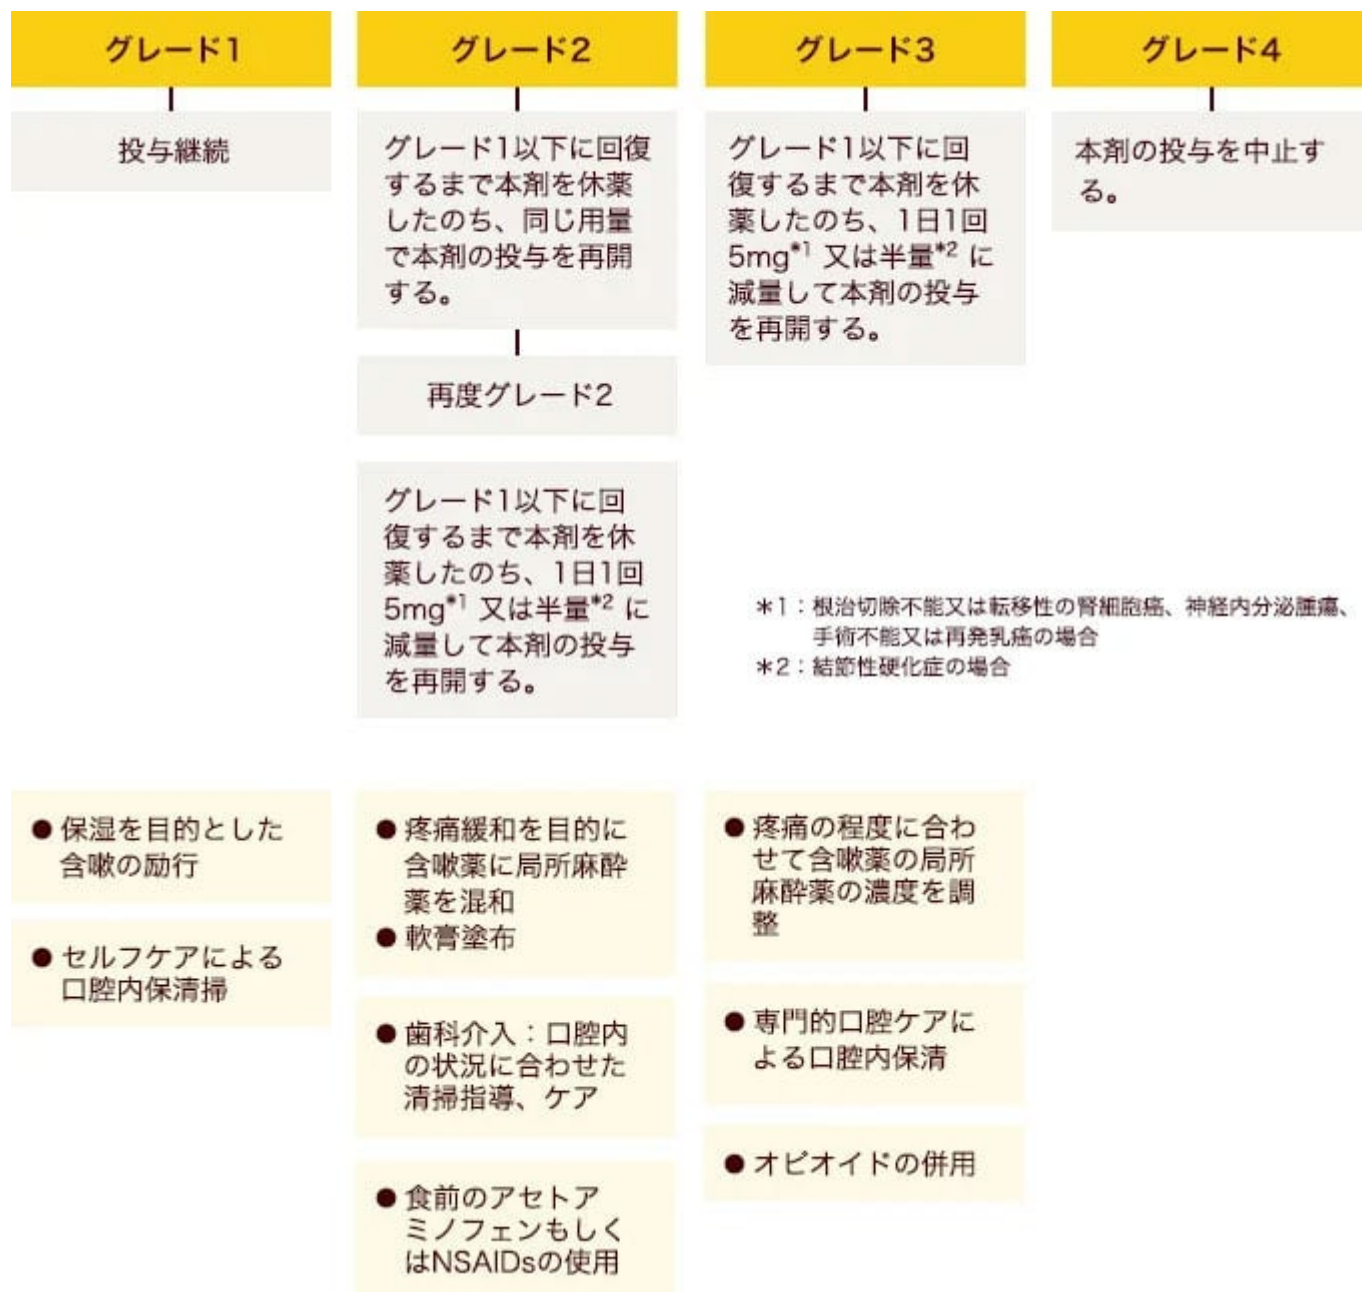 グレード1
投与継続
グレード2
グレード1以下に回復
するまで本剤を休薬
したのち、同じ用量
で本剤の投与を再開
する。
再度グレード2
グレード1以下に回
復するまで本剤を休
薬したのち、1日1回
5mg*1 又は半量*2 に
減量して本剤の投与
を再開する。
グレード3
グレード1以下に回
復するまで本剤を休
薬したのち、1日1回
5mg*1 又は半量*2 に
減量して本剤の投与
を再開する。
グレード4
本剤の投与を中止す
る。
*1：根治切除不能又は転移性の腎細胞癌、神経内分泌腫瘍、
手術不能又は再発乳癌の場合
*2：結節性硬化症の場合
● 保湿を目的とした
含嗽の励行
● セルフケアによる
口腔内保清掃
● 疼痛緩和を目的に
含嗽薬に局所麻酔
薬を混和
● 軟膏塗布
● 歯科介入：口腔内
の状況に合わせた
清掃指導、ケア
● 食前のアセトア
ミノフェンもしく
はNSAIDsの使用
● 疼痛の程度に合わ
せて含嗽薬の局所
麻酔薬の濃度を調
整
● 専門的口腔ケアに
よる口腔内保清
● オピオイドの併用